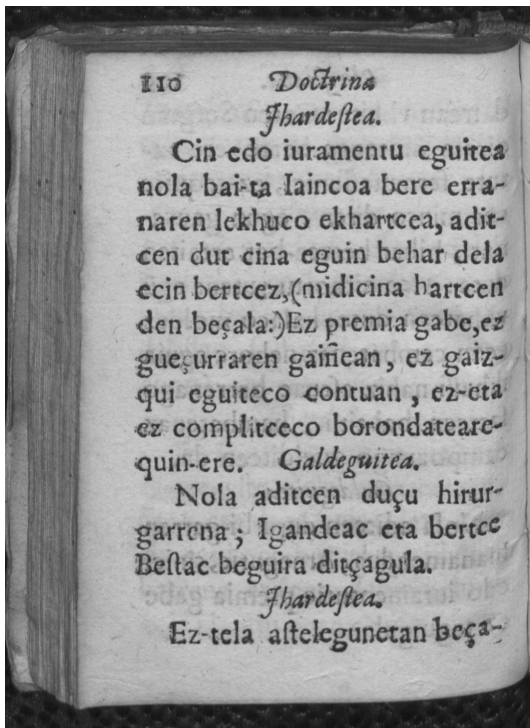 110 Doctrina
Jhardeſtea.
Cin edo iuramentu eguitea
nola bai-ta Iaincoa bere erra-
naren lekhuco ekhartcea, adit-
cen dut cina eguin behar dela
ecin bertcez, (midicina hartcen
den beçala:) Ez premia gabe, ez
gueçurraren gaiñean, ez gaiz-
qui eguiteco contuan, ez-eta
ez complitceco borondateare-
quin-ere. Galdeguitea.
Nola aditcen duçu hirur-
garrena; Igandeac eta bertce
Beſtac beguira ditçagula.
Jhardeſtea.
Ez-tela aſtelegunetan beça-